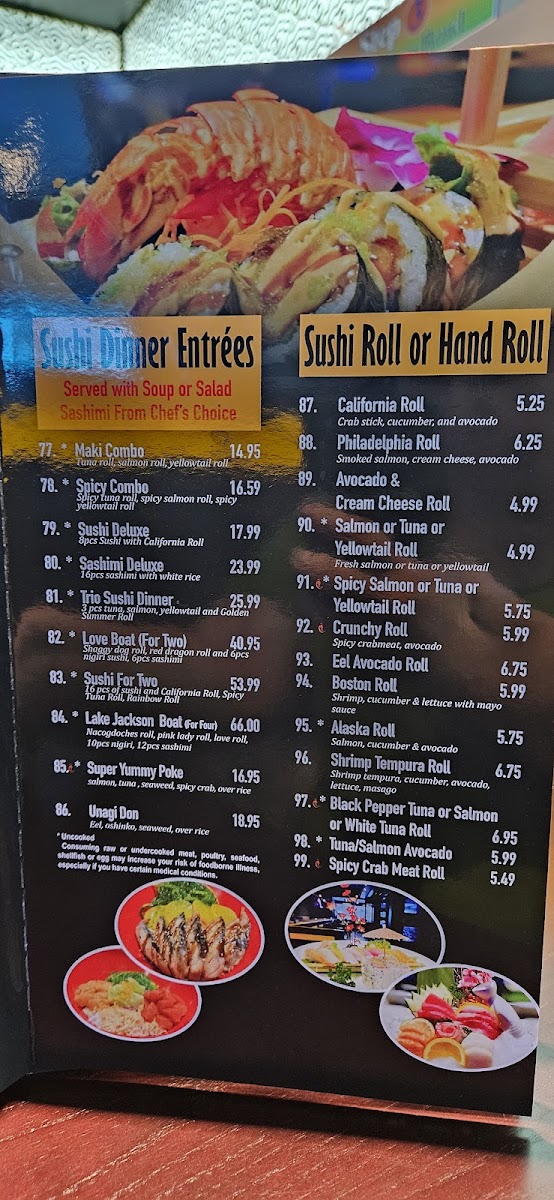 Sushi Dinner Entrées
Served with Soup or Salad
Sashimi From Chef's Choice
77. * Maki Combo 14.95
Tuna roll, salmon roll, yellowtail roll
78. * Spicy Combo 16.59
Spicy tuna roll, spicy salmon roll, spicy
yellowtail roll
79. * Sushi Deluxe 17.99
8pcs Sushi with California Roll
80. * Sashimi Deluxe 23.99
16pcs sashimi with white rice
81. * Trio Sushi Dinner 25.99
3 pcs tuna, salmon, yellowtail and Golden
Summer Roll
82. * Love Boat (For Two) 40.95
Shaggy dog roll, red dragon roll and 6pcs
nigiri sushi, 6pcs sashimi
83. * Sushi For Two 53.99
16 pcs of sushi and California Roll, Spicy
Tuna Roll, Rainbow Roll
84. * Lake Jackson Boat (For Four) 66.00
Nacogdoches roll, pink lady roll, love roll,
10pcs nigiri, 12pcs sashimi
85. * Super Yummy Poke 16.95
salmon, tuna , seaweed, spicy crab, over rice
86. Unagi Don 18.95
Eel, oshinko, seaweed, over rice
* Uncooked
Consuming raw or undercooked meat, poultry, seafood,
shellfish or egg may increase your risk of foodborne illness,
especially if you have certain medical conditions.
Sushi Roll or Hand Roll
87. California Roll 5.25
Crab stick, cucumber, and avocado
88. Philadelphia Roll 6.25
Smoked salmon, cream cheese, avocado
89. Avocado &
Cream Cheese Roll 4.99
90. * Salmon or Tuna or
Yellowtail Roll 4.99
Fresh salmon or tuna or yellowtail
91. * Spicy Salmon or Tuna or
Yellowtail Roll 5.75
92. Crunchy Roll 5.99
Spicy crabmeat, avocado
93. Eel Avocado Roll 6.75
94. Boston Roll 5.99
Shrimp, cucumber & lettuce with mayo
sauce
95. * Alaska Roll 5.75
Salmon, cucumber & avocado
96. Shrimp Tempura Roll 6.75
Shrimp tempura, cucumber, avocado,
lettuce, masago
97. * Black Pepper Tuna or Salmon
or White Tuna Roll 6.95
98. * Tuna/Salmon Avocado 5.99
99. Spicy Crab Meat Roll 5.49